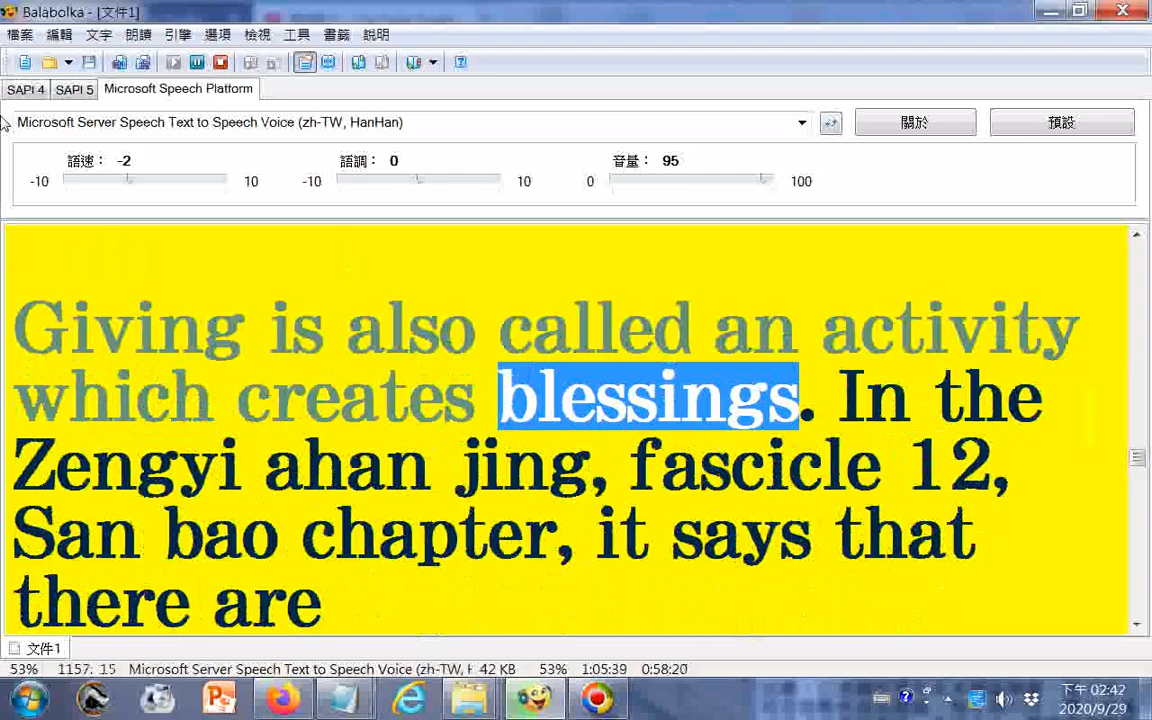 Balabolka - [文件1]
檔案 編輯 文字 朗讀 引擎 選項 檢視 工具 書籤 說明
SAPI 4 SAPI 5 Microsoft Speech Platform
Microsoft Server Speech Text to Speech Voice (zh-TW, HanHan) 關於 預設
語速： -2 語調： 0 音量： 95
-10 10 -10 10 0 100
Giving is also called an activity
which creates blessings. In the
Zengyi ahan jing, fascicle 12,
San bao chapter, it says that
there are
文件1
53% 1157: 15 Microsoft Server Speech Text to Speech Voice (zh-TW, 42 KB 53% 1:05:39 0:58:20
下午 02:42
2020/9/29